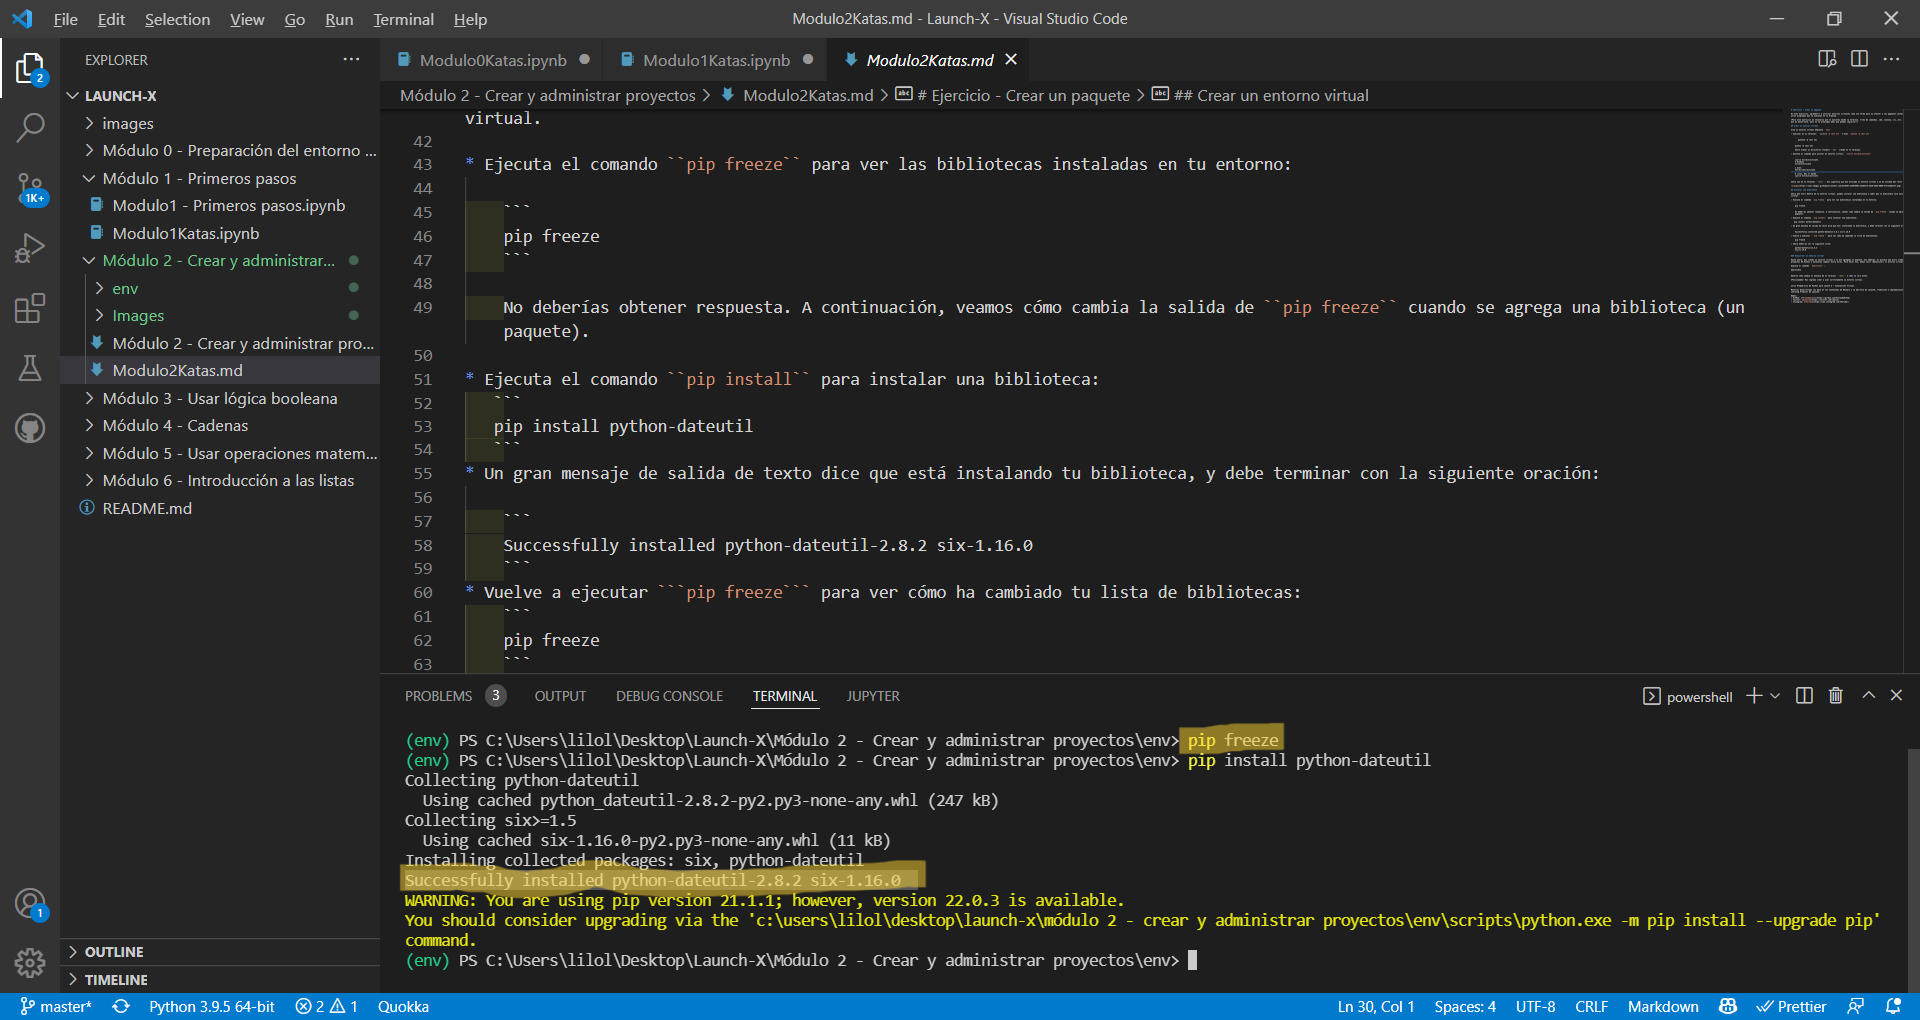 File Edit Selection View Go Run Terminal Help
Modulo2Katas.md - Launch-X - Visual Studio Code
EXPLORER
LAUNCH-X
images
Módulo 0 - Preparación del entorno ...
Módulo 1 - Primeros pasos
Modulo1 - Primeros pasos.ipynb
Modulo1Katas.ipynb
Módulo 2 - Crear y administrar...
env
Images
Módulo 2 - Crear y administrar pro...
Modulo2Katas.md
Módulo 3 - Usar lógica booleana
Módulo 4 - Cadenas
Módulo 5 - Usar operaciones matem...
Módulo 6 - Introducción a las listas
README.md
OUTLINE
TIMELINE
2
1K+
1
Modulo0Katas.ipynb Modulo1Katas.ipynb Modulo2Katas.md
Módulo 2 - Crear y administrar proyectos > Modulo2Katas.md > # Ejercicio - Crear un paquete > ## Crear un entorno virtual
virtual.
42
43 * Ejecuta el comando ``pip freeze`` para ver las bibliotecas instaladas en tu entorno:
44
45 ```
46 pip freeze
47 ```
48
49 No deberías obtener respuesta. A continuación, veamos cómo cambia la salida de ``pip freeze`` cuando se agrega una biblioteca (un
paquete).
50
51 * Ejecuta el comando ``pip install`` para instalar una biblioteca:
52 ```
53 pip install python-dateutil
54 ```
55 * Un gran mensaje de salida de texto dice que está instalando tu biblioteca, y debe terminar con la siguiente oración:
56
57 ```
58 Successfully installed python-dateutil-2.8.2 six-1.16.0
59 ```
60 * Vuelve a ejecutar ```pip freeze``` para ver cómo ha cambiado tu lista de bibliotecas:
61 ```
62 pip freeze
63 ```
PROBLEMS 3 OUTPUT DEBUG CONSOLE TERMINAL JUPYTER
powershell
(env) PS C:\Users\lilol\Desktop\Launch-X\Módulo 2 - Crear y administrar proyectos\env> pip freeze
(env) PS C:\Users\lilol\Desktop\Launch-X\Módulo 2 - Crear y administrar proyectos\env> pip install python-dateutil
Collecting python-dateutil
Using cached python_dateutil-2.8.2-py2.py3-none-any.whl (247 kB)
Collecting six>=1.5
Using cached six-1.16.0-py2.py3-none-any.whl (11 kB)
Installing collected packages: six, python-dateutil
Successfully installed python-dateutil-2.8.2 six-1.16.0
WARNING: You are using pip version 21.1.1; however, version 22.0.3 is available.
You should consider upgrading via the 'c:\users\lilol\desktop\launch-x\módulo 2 - crear y administrar proyectos\env\scripts\python.exe -m pip install --upgrade pip'
command.
(env) PS C:\Users\lilol\Desktop\Launch-X\Módulo 2 - Crear y administrar proyectos\env>
master* Python 3.9.5 64-bit 2 1 Quokka
Ln 30, Col 1 Spaces: 4 UTF-8 CRLF Markdown Prettier